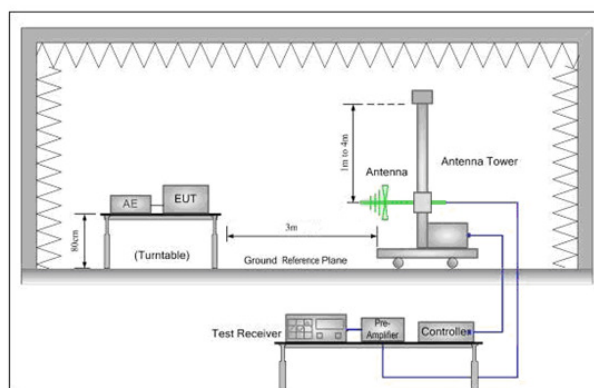 1m to 4m
Antenna
Antenna Tower
AE
EUT
80cm
(Turntable)
3m
Ground Reference Plane
Test Receiver
Pre-
Amplifier
Controller